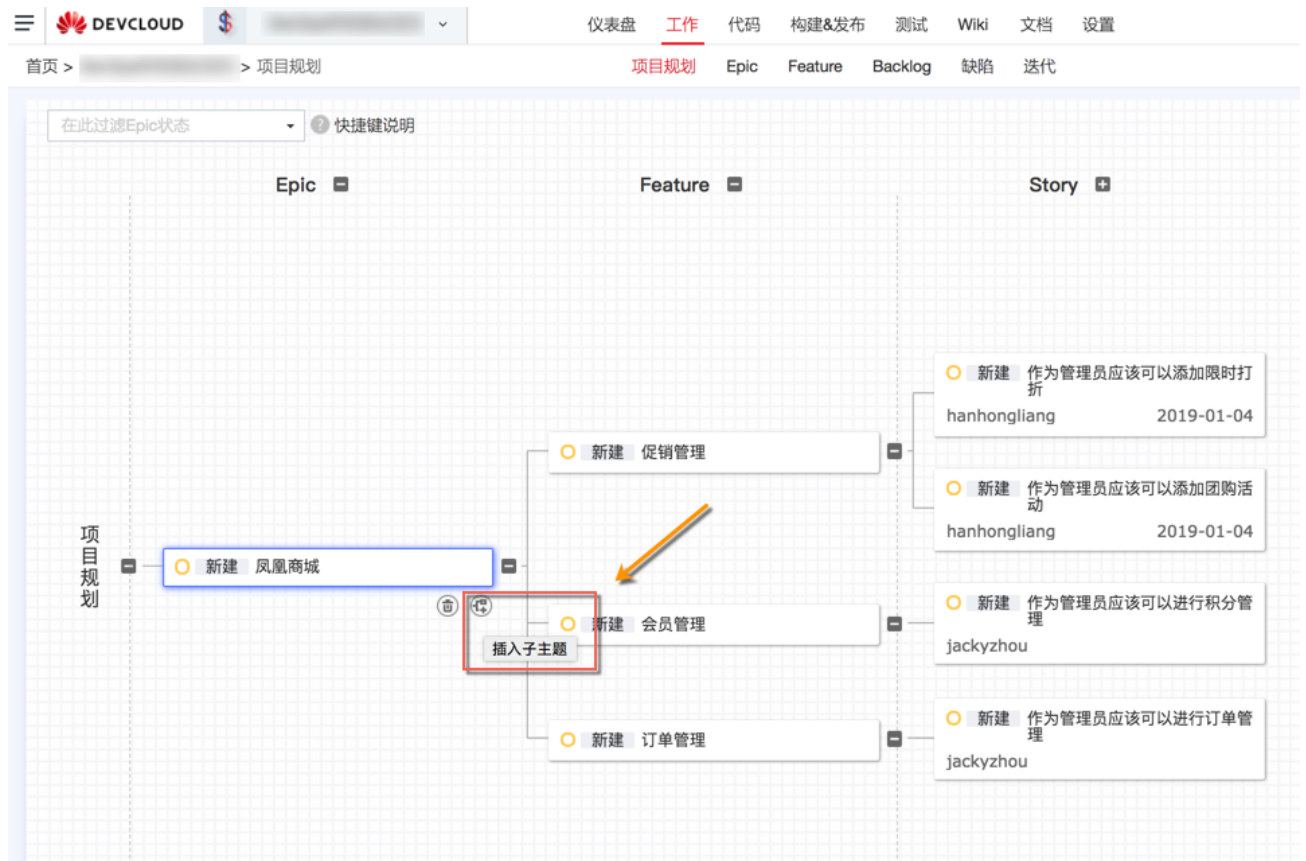 DEVCLOUD
仪表盘 工作 代码 构建&发布 测试 Wiki 文档 设置
首页 > > 项目规划
项目规划 Epic Feature Backlog 缺陷 迭代
在此过滤Epic状态
快捷键说明
Epic Feature Story
新建 作为管理员应该可以添加限时打
折
hanhongliang 2019-01-04
新建 促销管理
新建 作为管理员应该可以添加团购活
动
hanhongliang 2019-01-04
项
目
规
划
新建 凤凰商城
新建 会员管理
插入子主题
新建 作为管理员应该可以进行积分管
理
jackyzhou
新建 订单管理
新建 作为管理员应该可以进行订单管
理
jackyzhou